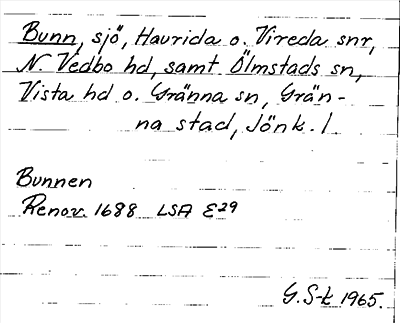 Bunn, sjö, Haurida o. Vireda snr,
N. Vedbo hd, samt Ölmstads sn,
Vista hd o. Gränna sn, Grän-
na stad, Jönk. l.
Bunnen
Renov. 1688 LSA E29
G. S-k 1965.